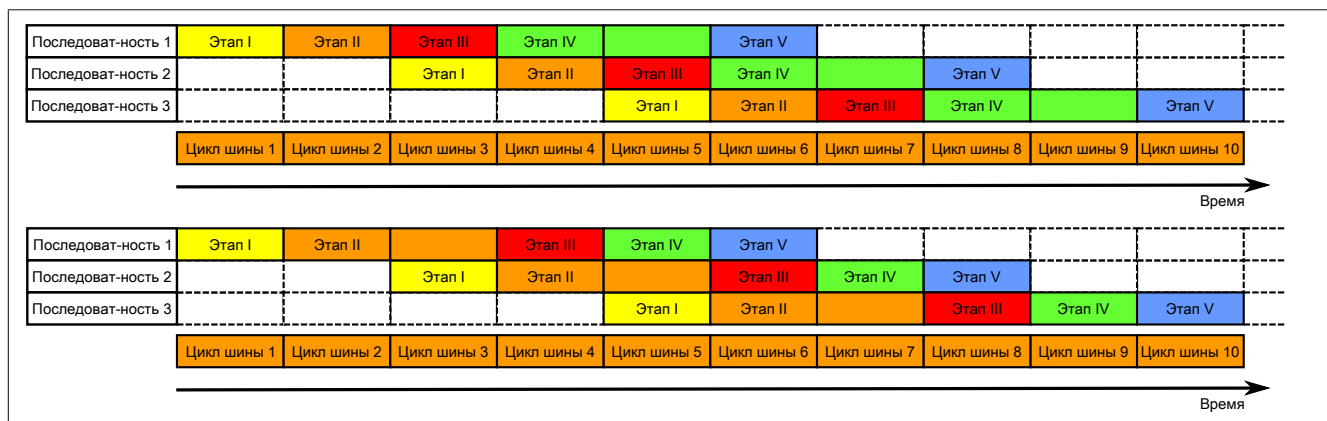 Последоват-ность 1 Этап I Этап II Этап III Этап IV Этап V
Последоват-ность 2 Этап I Этап II Этап III Этап IV Этап V
Последоват-ность 3 Этап I Этап II Этап III Этап IV Этап V
Цикл шины 1 Цикл шины 2 Цикл шины 3 Цикл шины 4 Цикл шины 5 Цикл шины 6 Цикл шины 7 Цикл шины 8 Цикл шины 9 Цикл шины 10
Время
Последоват-ность 1 Этап I Этап II Этап III Этап IV Этап V
Последоват-ность 2 Этап I Этап II Этап III Этап IV Этап V
Последоват-ность 3 Этап I Этап II Этап III Этап IV Этап V
Цикл шины 1 Цикл шины 2 Цикл шины 3 Цикл шины 4 Цикл шины 5 Цикл шины 6 Цикл шины 7 Цикл шины 8 Цикл шины 9 Цикл шины 10
Время